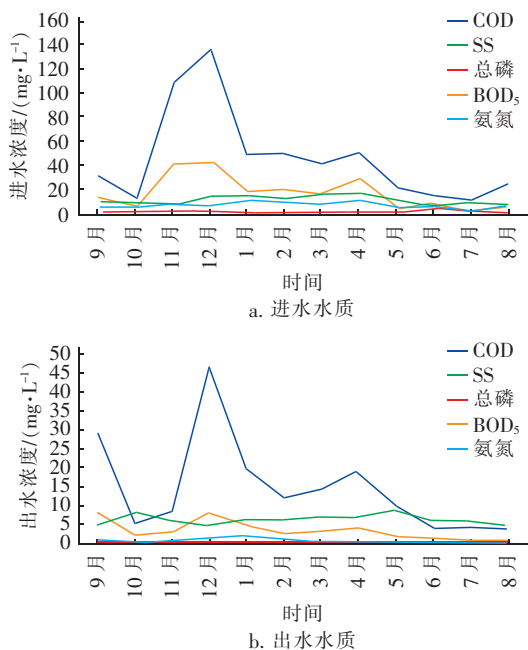 160
140
120
100
80
60
40
20
0
进水浓度/(mg·L⁻¹)
COD
SS
总磷
BOD₅
氨氮
9月 10月 11月 12月 1月 2月 3月 4月 5月 6月 7月 8月
时间
a. 进水水质
50
45
40
35
30
25
20
15
10
5
0
出水浓度/(mg·L⁻¹)
COD
SS
总磷
BOD₅
氨氮
9月 10月 11月 12月 1月 2月 3月 4月 5月 6月 7月 8月
时间
b. 出水水质